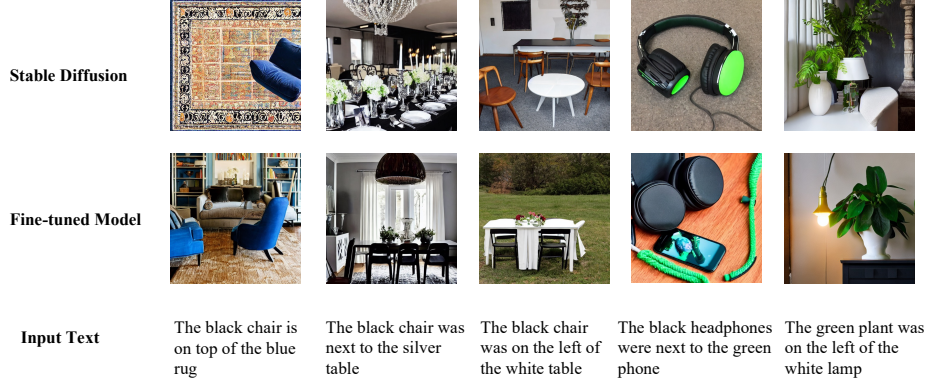 Stable Diffusion
Fine-tuned Model
Input Text
The black chair is
on top of the blue
rug
The black chair was
next to the silver
table
The black chair
was on the left of
the white table
The black headphones
were next to the green
phone
The green plant was
on the left of the
white lamp